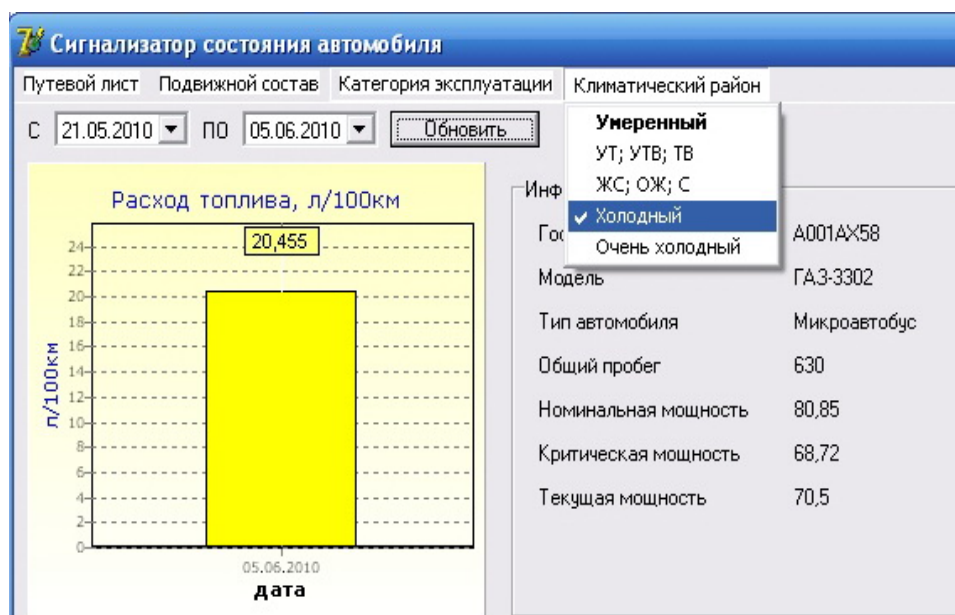 Сигнализатор состояния автомобиля
Путевой лист Подвижной состав Категория эксплуатации Климатический район
С 21.05.2010 ПО 05.06.2010 Обновить
Умеренный
УТ; УТВ; ТВ
ЖС; ОЖ; С
Холодный
Очень холодный
Расход топлива, л/100км
20,455
24
22
20
18
16
14
12
10
8
6
4
2
0
л/100км
05.06.2010
дата
Инф
Гос А001АХ58
Модель ГАЗ-3302
Тип автомобиля Микроавтобус
Общий пробег 630
Номинальная мощность 80,85
Критическая мощность 68,72
Текущая мощность 70,5